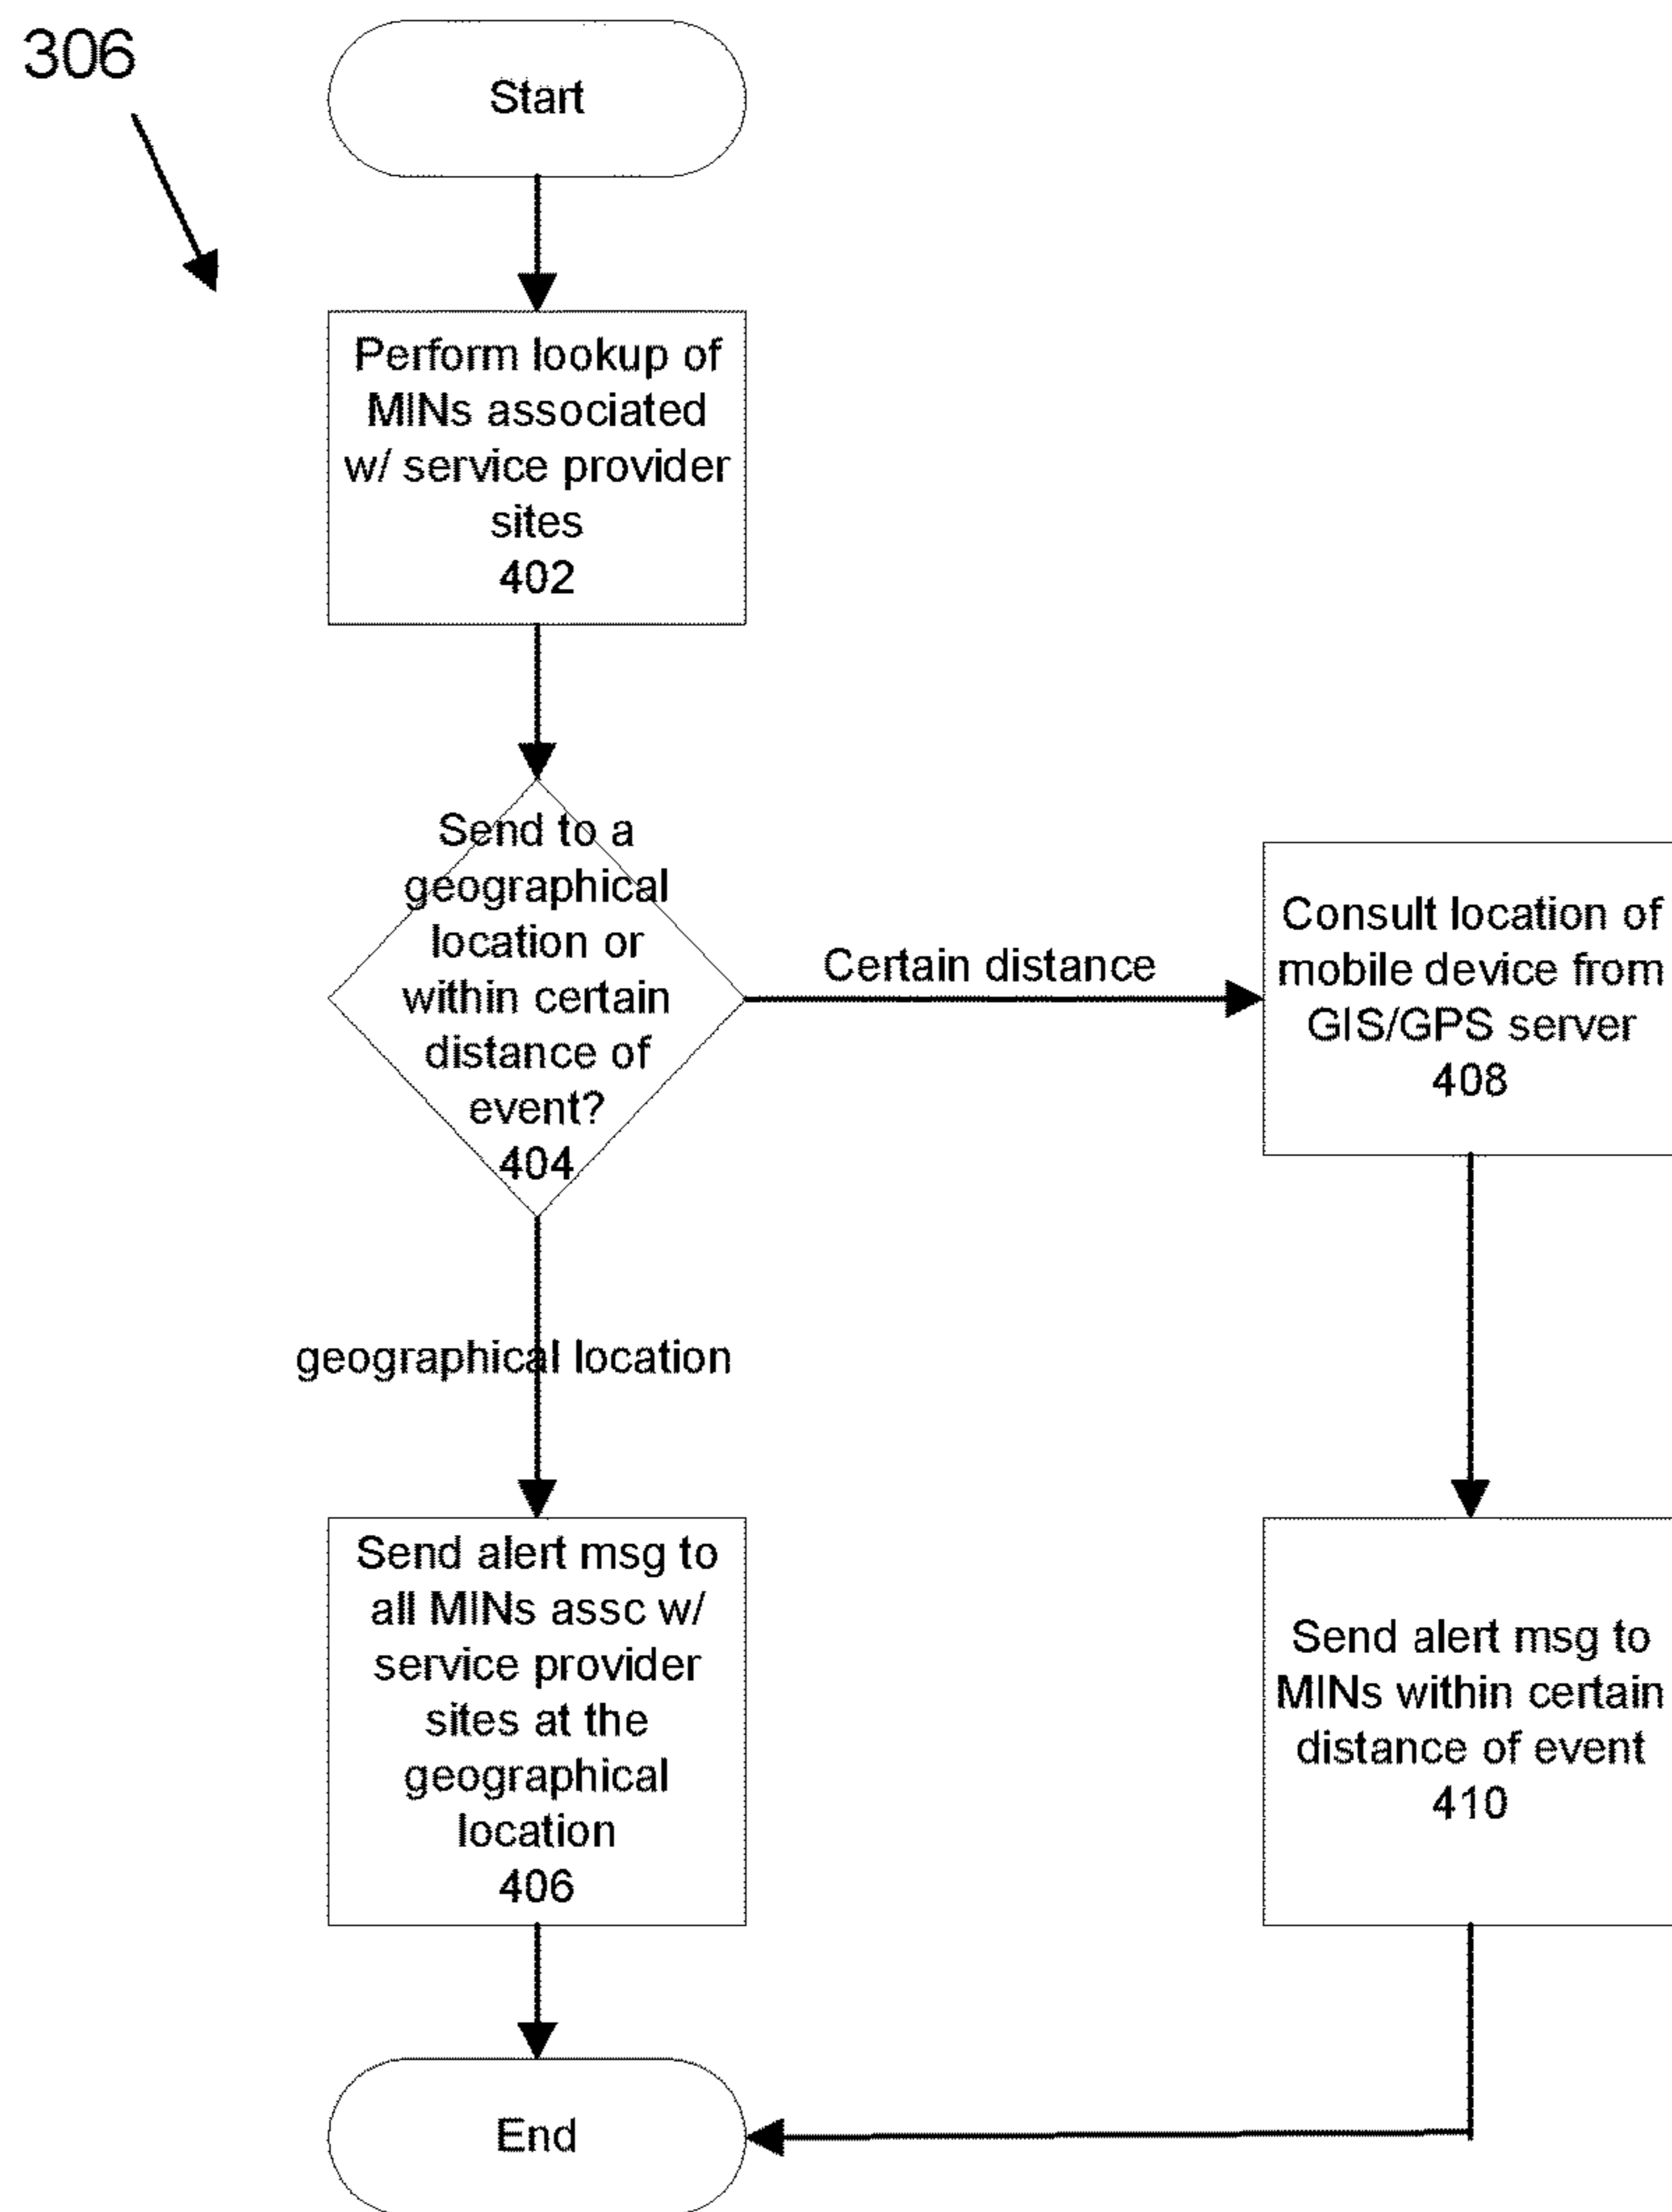 306
Start
Perform lookup of
MINs associated
w/ service provider
sites
402
Send to a
geographical
location or
within certain
distance of
event?
404
Certain distance
Consult location of
mobile device from
GIS/GPS server
408
geographical location
Send alert msg to
all MINs assc w/
service provider
sites at the
geographical
location
406
Send alert msg to
MINs within certain
distance of event
410
End